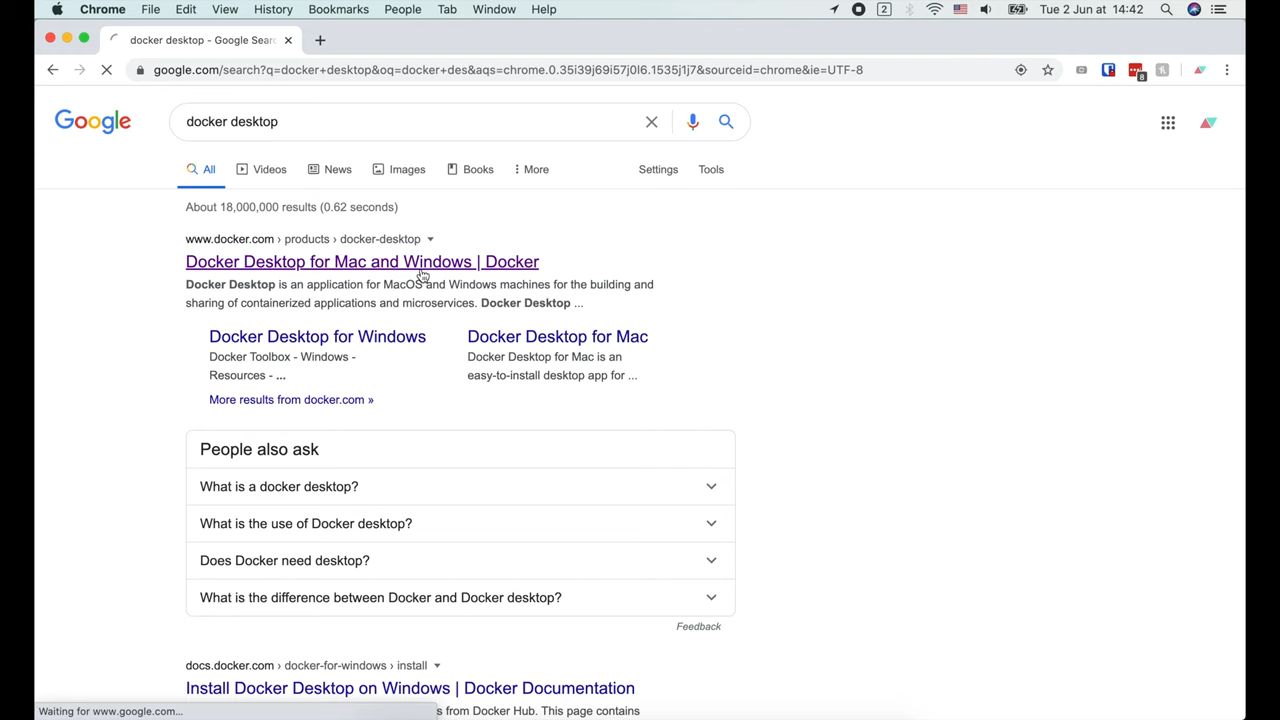 Chrome File Edit View History Bookmarks People Tab Window Help 2 Tue 2 Jun at 14:42
docker desktop - Google Sear
google.com/search?q=docker+desktop&oq=docker+des&aqs=chrome.0.35i39j69i57j0l6.1535j1j7&sourceid=chrome&ie=UTF-8 8
Google docker desktop
All Videos News Images Books More Settings Tools
About 18,000,000 results (0.62 seconds)
www.docker.com › products › docker-desktop
Docker Desktop for Mac and Windows | Docker
Docker Desktop is an application for MacOS and Windows machines for the building and
sharing of containerized applications and microservices. Docker Desktop ...
Docker Desktop for Windows
Docker Toolbox - Windows -
Resources - ...
Docker Desktop for Mac
Docker Desktop for Mac is an
easy-to-install desktop app for ...
More results from docker.com »
People also ask
What is a docker desktop?
What is the use of Docker desktop?
Does Docker need desktop?
What is the difference between Docker and Docker desktop?
Feedback
docs.docker.com › docker-for-windows › install
Install Docker Desktop on Windows | Docker Documentation
s from Docker Hub. This page contains
Waiting for www.google.com...